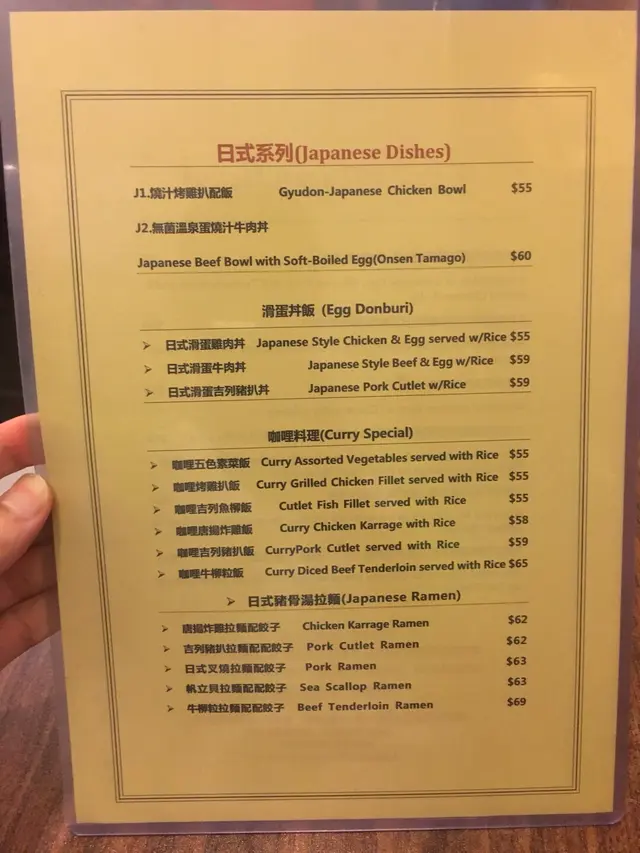 日式系列(Japanese Dishes)
J1.燒汁烤雞扒配飯 Gyudon-Japanese Chicken Bowl $55
J2.無菌溫泉蛋燒汁牛肉丼
Japanese Beef Bowl with Soft-Boiled Egg(Onsen Tamago) $60
滑蛋丼飯 (Egg Donburi)
➢ 日式滑蛋雞肉丼 Japanese Style Chicken & Egg served w/Rice $55
➢ 日式滑蛋牛肉丼 Japanese Style Beef & Egg w/Rice $59
➢ 日式滑蛋吉列豬扒丼 Japanese Pork Cutlet w/Rice $59
咖哩料理(Curry Special)
➢ 咖哩五色素菜飯 Curry Assorted Vegetables served with Rice $55
➢ 咖哩烤雞扒飯 Curry Grilled Chicken Fillet served with Rice $55
➢ 咖哩吉列魚柳飯 Cutlet Fish Fillet served with Rice $55
➢ 咖哩唐揚炸雞飯 Curry Chicken Karrage with Rice $58
➢ 咖哩吉列豬扒飯 CurryPork Cutlet served with Rice $59
➢ 咖哩牛柳粒飯 Curry Diced Beef Tenderloin served with Rice $65
➢ 日式豬骨湯拉麵(Japanese Ramen)
➢ 唐揚炸雞拉麵配餃子 Chicken Karrage Ramen $62
➢ 吉列豬扒拉麵配配餃子 Pork Cutlet Ramen $62
➢ 日式叉燒拉麵配餃子 Pork Ramen $63
➢ 帆立貝拉麵配配餃子 Sea Scallop Ramen $63
➢ 牛柳粒拉麵配配餃子 Beef Tenderloin Ramen $69